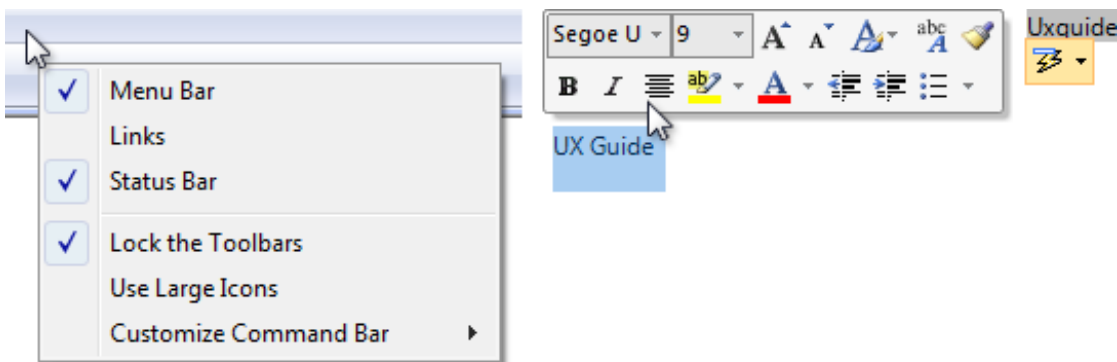 Menu Bar
Links
Status Bar
Lock the Toolbars
Use Large Icons
Customize Command Bar
Segoe U 9 A A A abc A
B I ab A
UX Guide
Uxguide